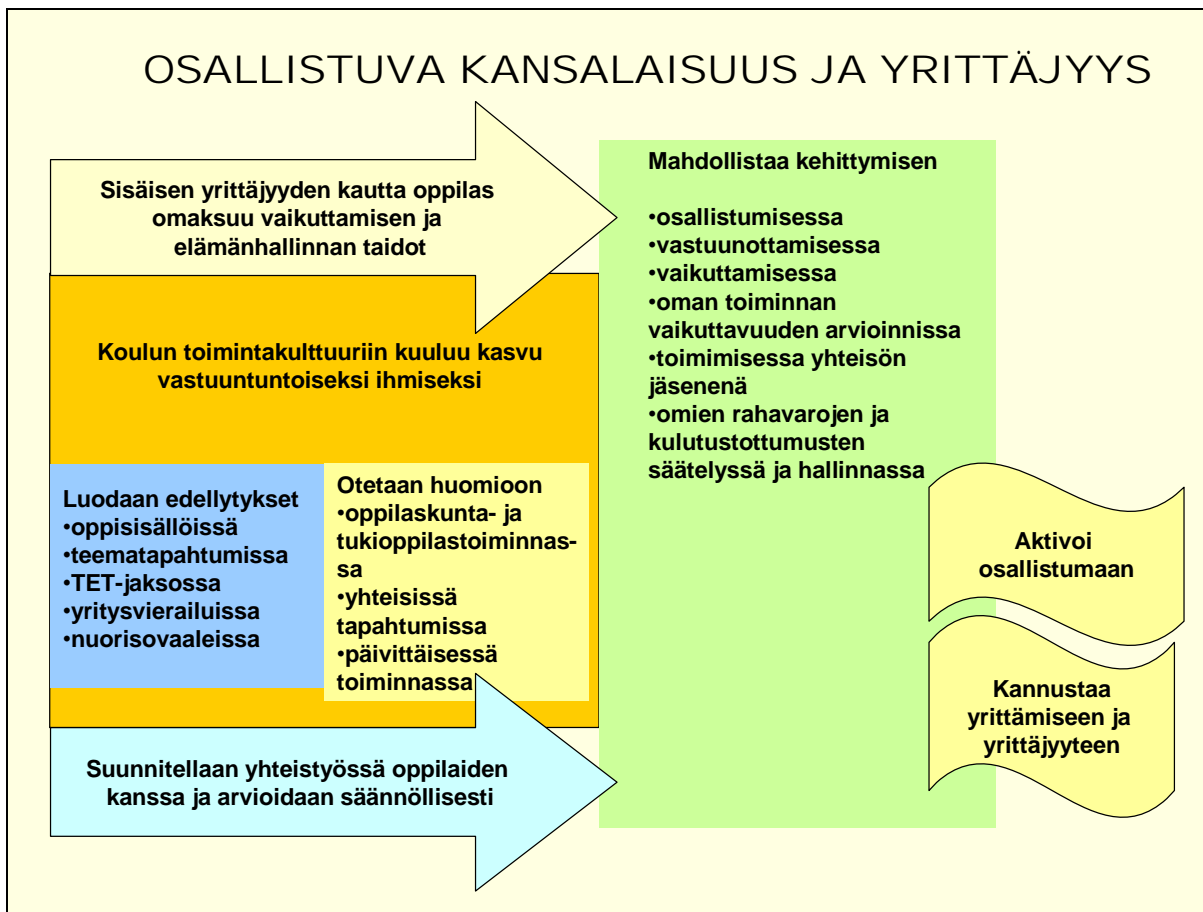 OSALLISTUVA KANSALAISUUS JA YRITTÄJYYS
Sisäisen yrittäjyyden kautta oppilas
omaksuu vaikuttamisen ja
elämänhallinnan taidot
Koulun toimintakulttuuriin kuuluu kasvu
vastuuntuntoiseksi ihmiseksi
Luodaan edellytykset
•oppisisällöissä
•teematapahtumissa
•TET-jaksossa
•yritysvierailuissa
•nuorisovaaleissa
Otetaan huomioon
•oppilaskunta- ja
tukioppilastoiminnas-
sa
•yhteisissä
tapahtumissa
•päivittäisessä
toiminnassa
Suunnitellaan yhteistyössä oppilaiden
kanssa ja arvioidaan säännöllisesti
Mahdollistaa kehittymisen
•osallistumisessa
•vastuunottamisessa
•vaikuttamisessa
•oman toiminnan
vaikuttavuuden arvioinnissa
•toimimisessa yhteisön
jäsenenä
•omien rahavarojen ja
kulutustottumusten
säätelyssä ja hallinnassa
Aktivoi
osallistumaan
Kannustaa
yrittämiseen ja
yrittäjyyteen